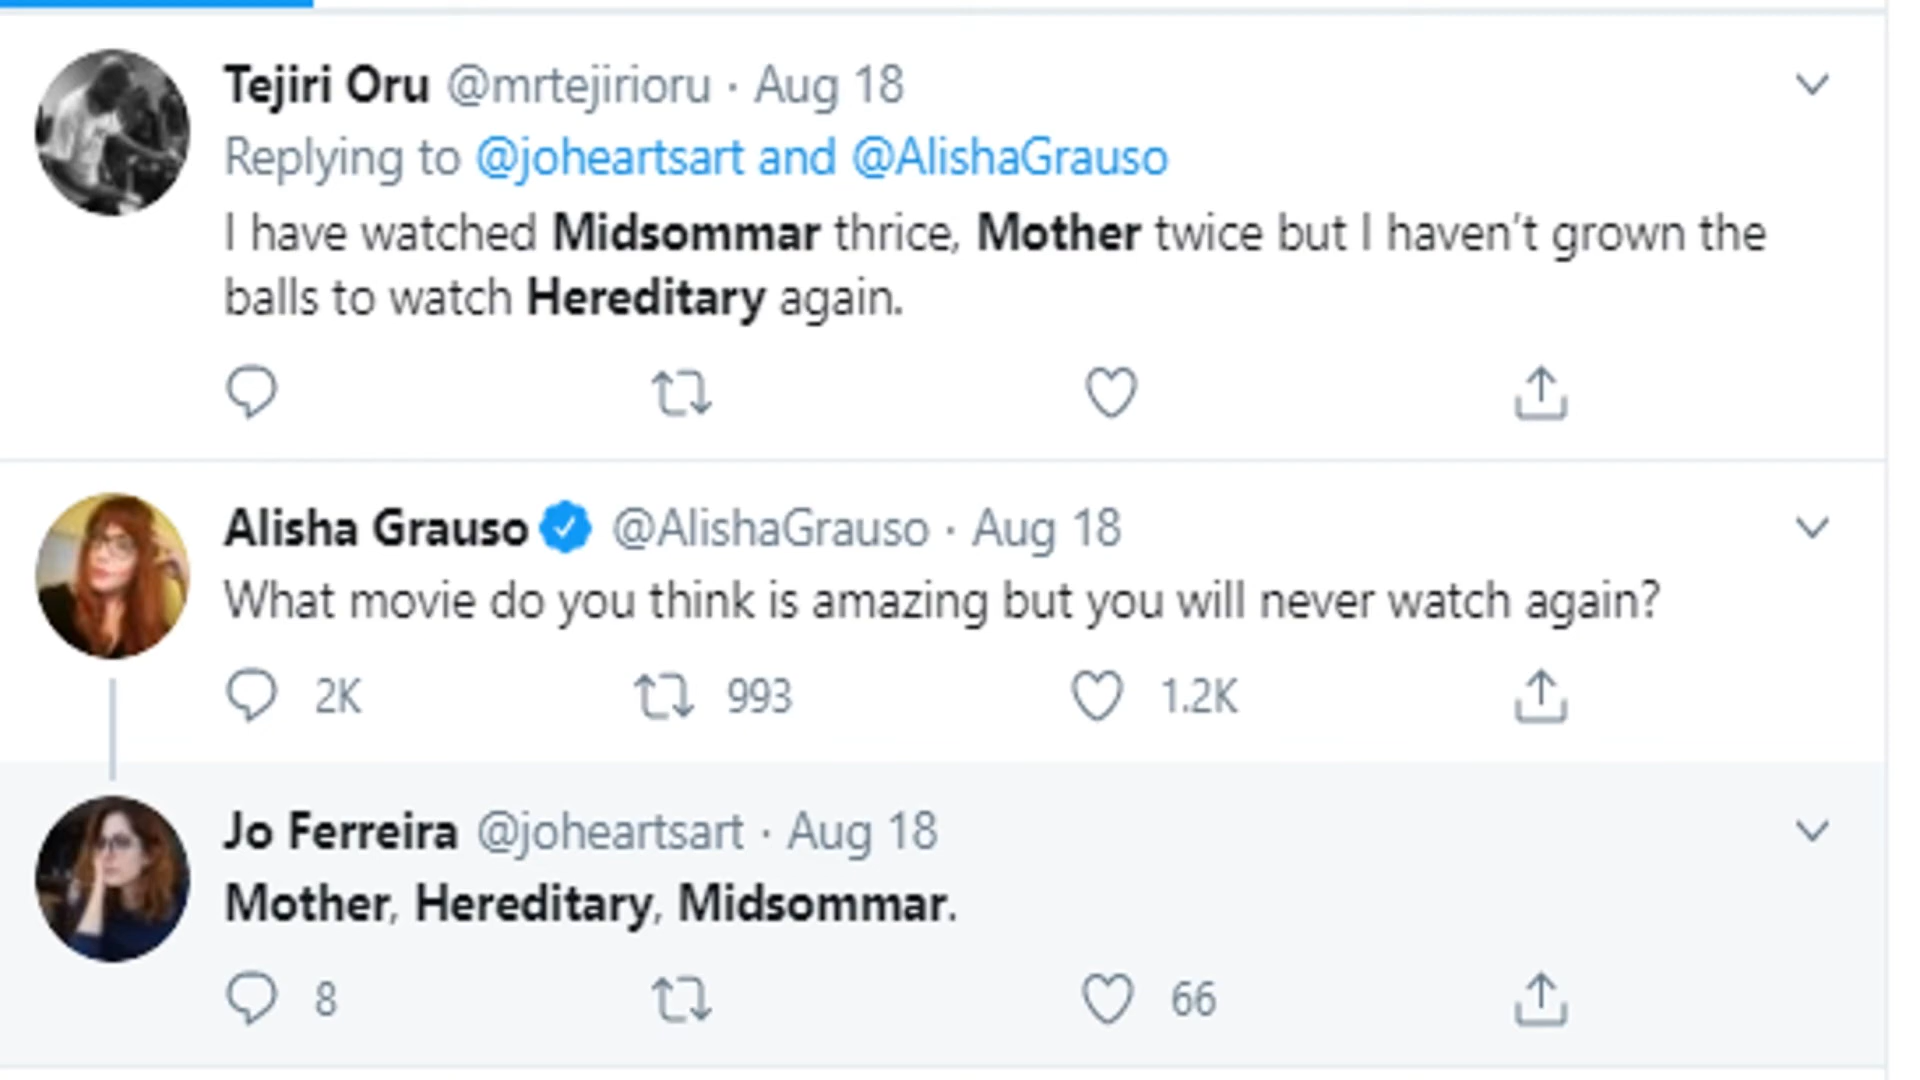 Tejiri Oru @mrtejirioru · Aug 18
Replying to @joheartsart and @AlishaGrauso
I have watched Midsommar thrice, Mother twice but I haven’t grown the
balls to watch Hereditary again.
Alisha Grauso @AlishaGrauso · Aug 18
What movie do you think is amazing but you will never watch again?
2K 993 1.2K
Jo Ferreira @joheartsart · Aug 18
Mother, Hereditary, Midsommar.
8 66